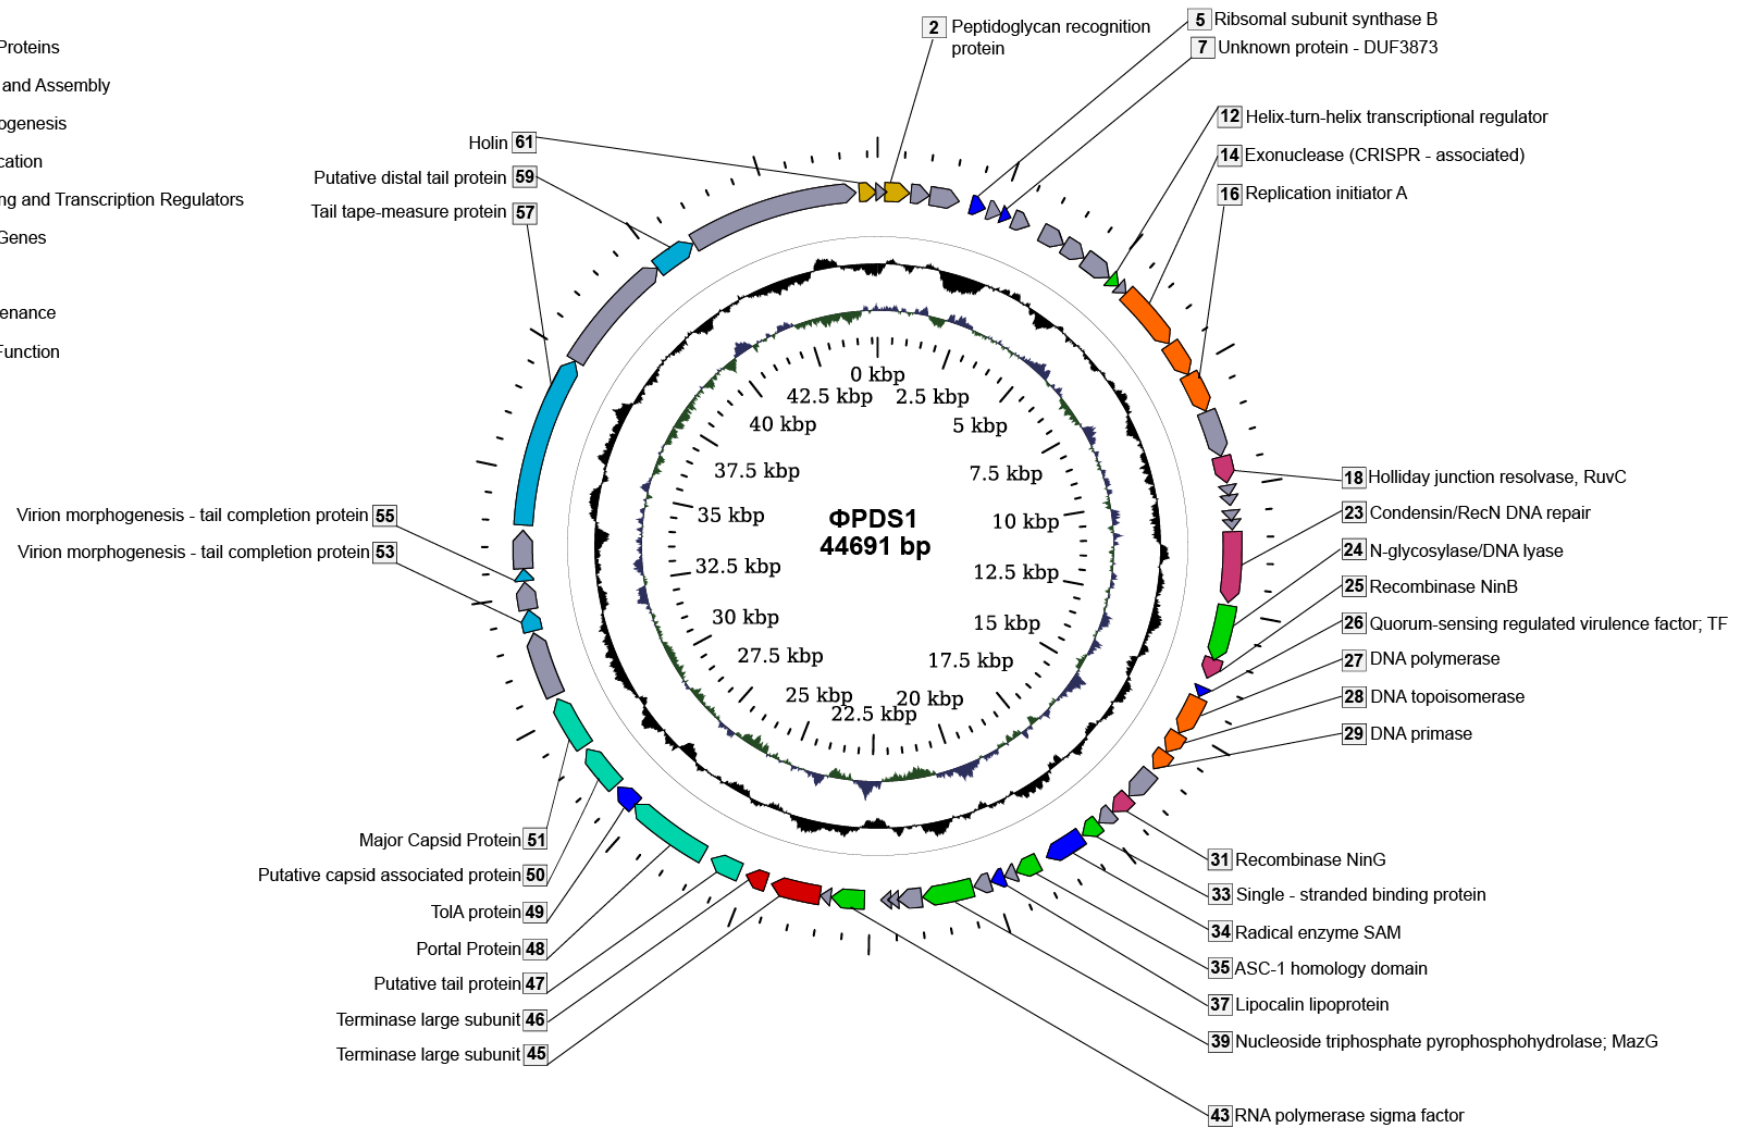 Proteins
and Assembly
ogenesis
cation
ng and Transcription Regulators
Genes
enance
Function
2 Peptidoglycan recognition
protein
5 Ribsomal subunit synthase B
7 Unknown protein - DUF3873
12 Helix-turn-helix transcriptional regulator
14 Exonuclease (CRISPR - associated)
16 Replication initiator A
18 Holliday junction resolvase, RuvC
23 Condensin/RecN DNA repair
24 N-glycosylase/DNA lyase
25 Recombinase NinB
26 Quorum-sensing regulated virulence factor; TF
27 DNA polymerase
28 DNA topoisomerase
29 DNA primase
31 Recombinase NinG
33 Single - stranded binding protein
34 Radical enzyme SAM
35 ASC-1 homology domain
37 Lipocalin lipoprotein
39 Nucleoside triphosphate pyrophosphohydrolase; MazG
43 RNA polymerase sigma factor
Terminase large subunit 45
Terminase large subunit 46
Putative tail protein 47
Portal Protein 48
TolA protein 49
Putative capsid associated protein 50
Major Capsid Protein 51
Virion morphogenesis - tail completion protein 53
Virion morphogenesis - tail completion protein 55
Tail tape-measure protein 57
Putative distal tail protein 59
Holin 61
0 kbp
2.5 kbp
5 kbp
7.5 kbp
10 kbp
12.5 kbp
15 kbp
17.5 kbp
20 kbp
22.5 kbp
25 kbp
27.5 kbp
30 kbp
32.5 kbp
35 kbp
37.5 kbp
40 kbp
42.5 kbp
ΦPDS1
44691 bp